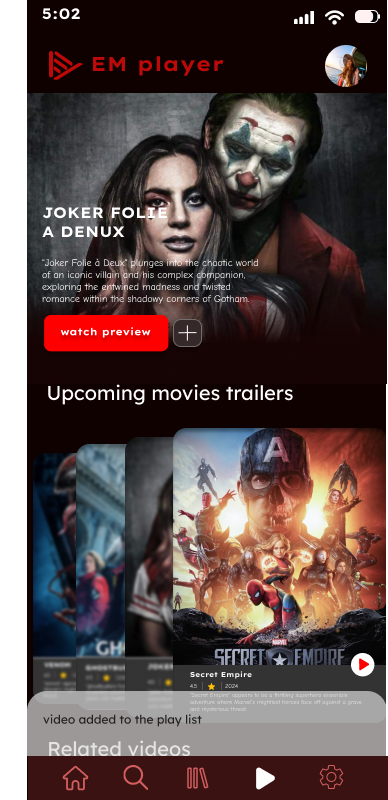 5:02
EM player
JOKER FOLIE
A DENUX
"Joker Folie à Deux" plunges into the chaotic world
of an iconic villain and his complex companion,
exploring the entwined madness and twisted
romance within the shadowy corners of Gotham.
watch preview
Upcoming movies trailers
A
MARVEL
SECRET EMPIRE
GH
VENOM
GHOSTBU
JOKE
Secret Empire
4.5 | 2024
"Secret Empire" appears to be a thrilling superhero ensemble
adventure where Marvel's mightiest heroes face off against a grave
and mysterious threat.
video added to the play list
Related videos